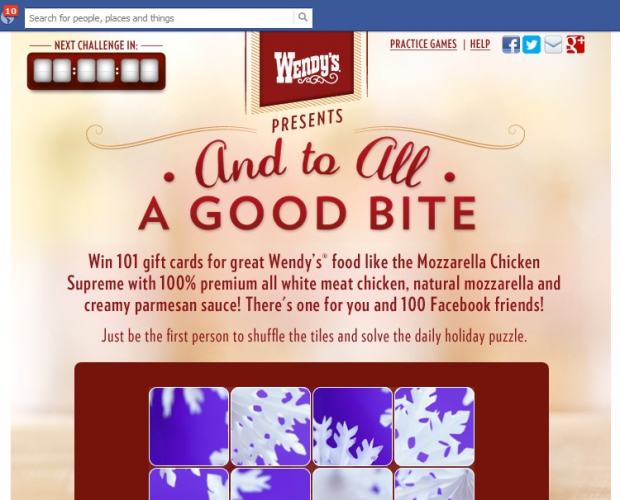 10
Search for people, places and things
NEXT CHALLENGE IN:
PRACTICE GAMES | HELP
WENDY'S
PRESENTS
• And to All •
A GOOD BITE
Win 101 gift cards for great Wendy's® food like the Mozzarella Chicken
Supreme with 100% premium all white meat chicken, natural mozzarella and
creamy parmesan sauce! There's one for you and 100 Facebook friends!
Just be the first person to shuffle the tiles and solve the daily holiday puzzle.